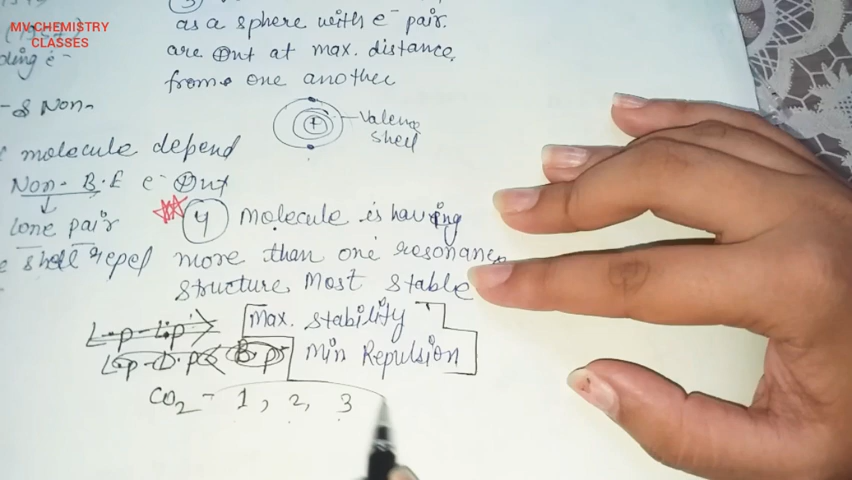 MV CHEMISTRY
CLASSES
as a sphere with e⁻ pair.
are ⊕nt at max. distance,
from one another
Valence
shell
+
ding e⁻
- & Non-
molecule depend
Non-B.E e⁻ ⊕nt
↓
lone pair
shell repel
4 molecule is having
more than one resonance
structure Most stable
Max. stability
Min Repulsion
CO₂ - 1, 2, 3